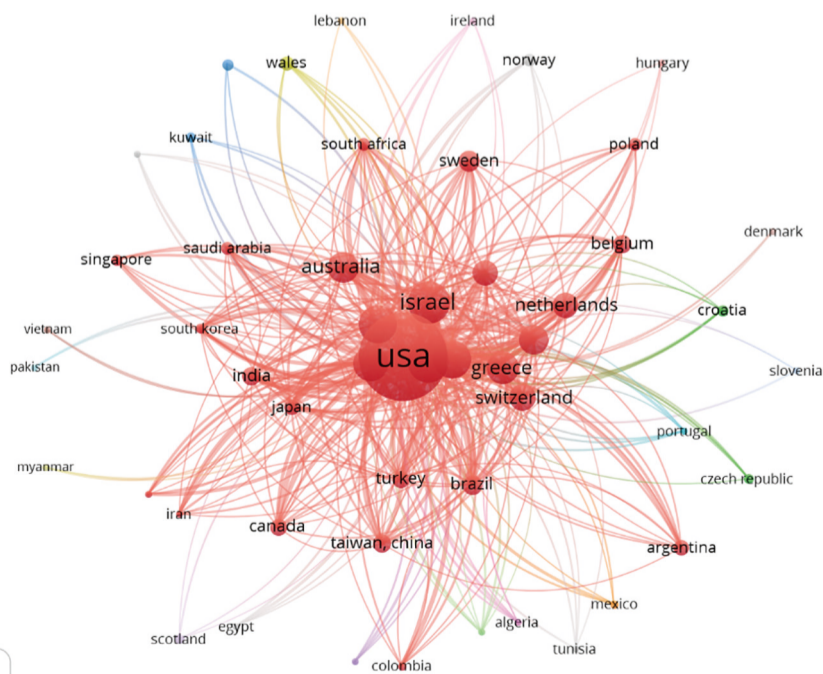 lebanon
ireland
wales
norway
hungary
kuwait
south africa
sweden
poland
denmark
saudi arabia
belgium
singapore
australia
israel
netherlands
croatia
vietnam
south korea
usa
pakistan
greece
slovenia
india
switzerland
japan
portugal
myanmar
turkey
brazil
czech republic
iran
canada
taiwan, china
argentina
mexico
algeria
egypt
scotland
tunisia
colombia